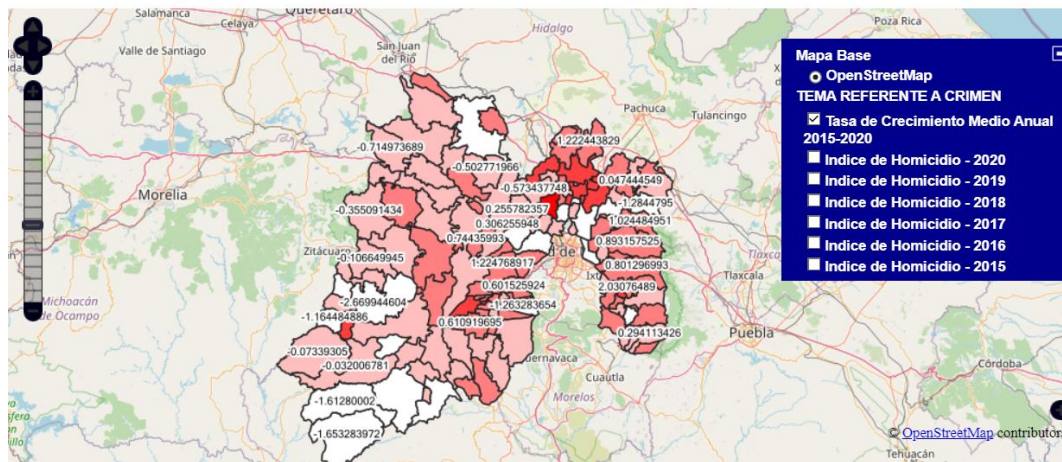 Salamanca
Celaya
Queretaro
Valle de Santiago
San Juan
del Río
Hidalgo
Poza Rica
Pachuca
Tulancingo
Morelia
Zitácuaro
Michoacán
de Ocampo
Tlaxcala
Puebla
Cuautla
Morelos
Córdoba
Tehuacán
-0.714973689
-0.502771966
1.222443829
-0.573437748
0.047444549
-1.2844795
-0.355091434
0.255782357
1.024484951
0.306255948
0.74435993
0.893157525
-0.106649945
1.224768917
0.801296993
0.601525924
2.03076489
-2.669944604
-1.263283654
-1.164484886
0.610919695
0.294113426
-0.07339305
-0.032006781
-1.61280002
-1.653283972
Mapa Base
OpenStreetMap
TEMA REFERENTE A CRIMEN
Tasa de Crecimiento Medio Anual
2015-2020
Indice de Homicidio - 2020
Indice de Homicidio - 2019
Indice de Homicidio - 2018
Indice de Homicidio - 2017
Indice de Homicidio - 2016
Indice de Homicidio - 2015
© OpenStreetMap contributors